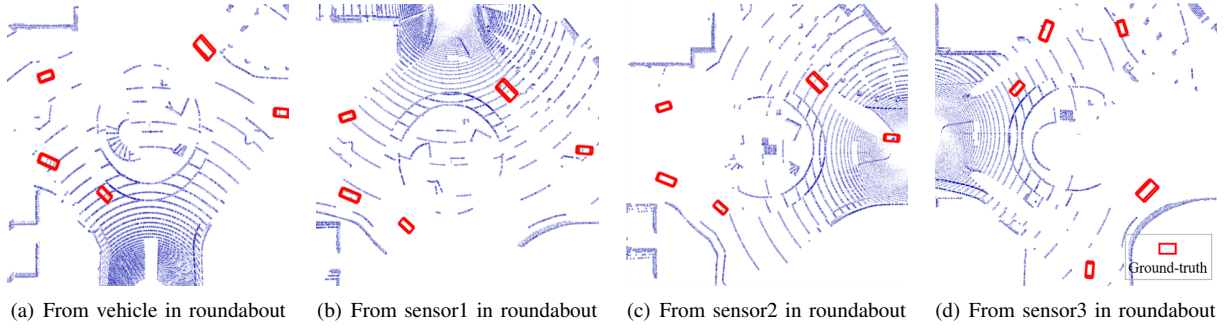 Ground-truth
(a) From vehicle in roundabout
(b) From sensor1 in roundabout
(c) From sensor2 in roundabout
(d) From sensor3 in roundabout